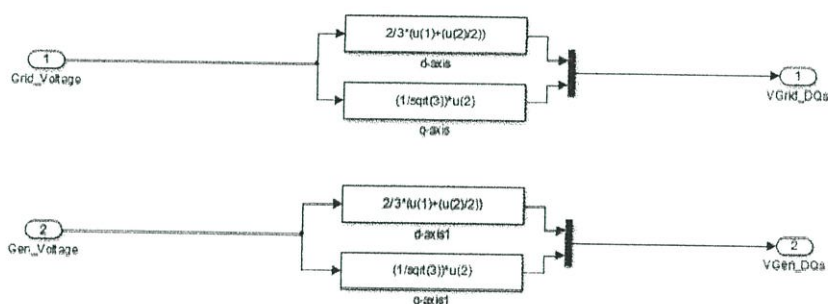 2/3*(u(1)+(u(2)/2))
d-axis
1
Grid_Voltage
1
VGrid_DQs
(1/sqrt(3))*u(2)
q-axis
2/3*(u(1)+(u(2)/2))
d-axis1
2
Gen_Voltage
2
VGen_DQs
(1/sqrt(3))*u(2)
q-axis1